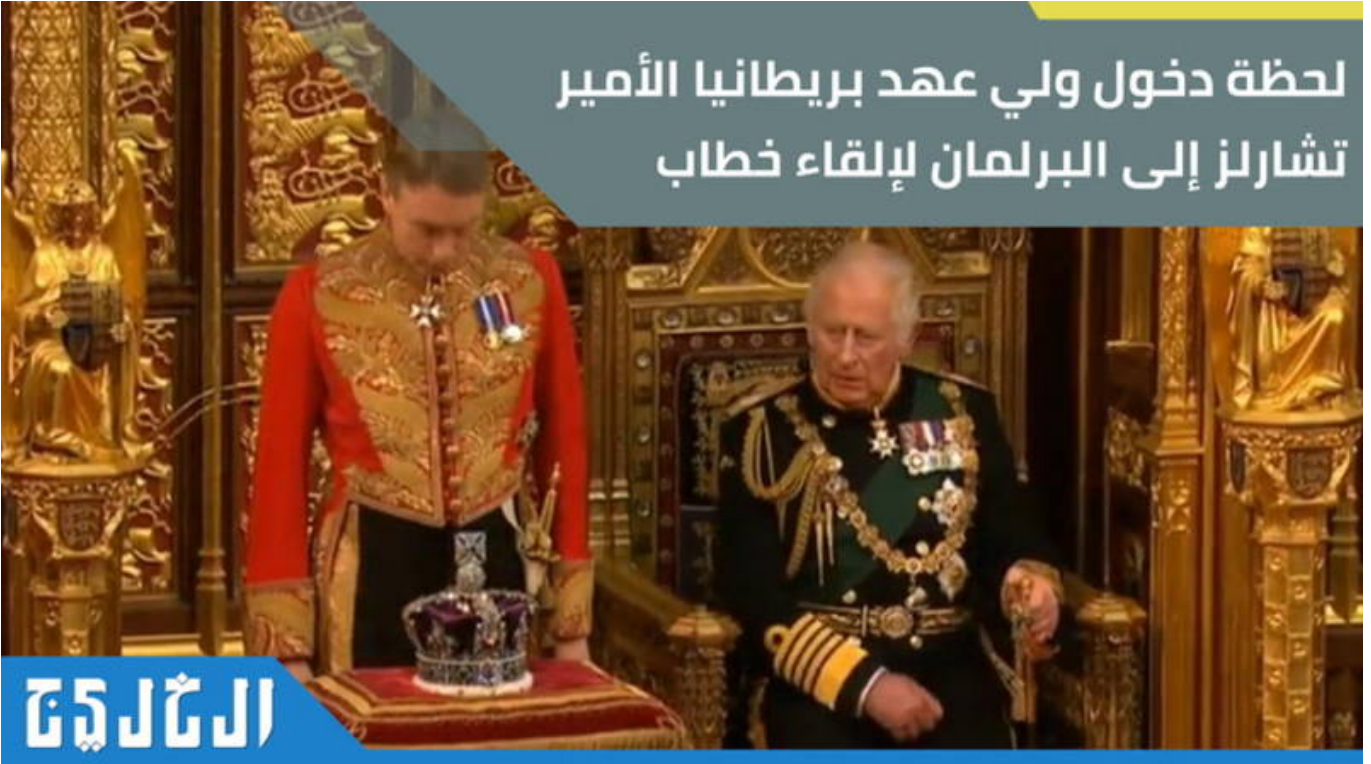 لحظة دخول ولي عهد بريطانيا الأمير
تشارلز إلى البرلمان لإلقاء خطاب
الخليج